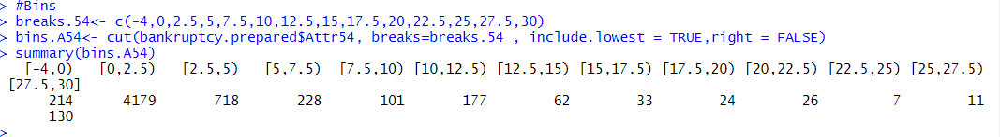 > #Bins
> breaks.54<- c(-4,0,2.5,5,7.5,10,12.5,15,17.5,20,22.5,25,27.5,30)
> bins.A54<- cut(bankruptcy.prepared$Attr54, breaks=breaks.54 , include.lowest = TRUE,right = FALSE)
> summary(bins.A54)
[-4,0) [0,2.5) [2.5,5) [5,7.5) [7.5,10) [10,12.5) [12.5,15) [15,17.5) [17.5,20) [20,22.5) [22.5,25) [25,27.5)
[27.5,30]
214 4179 718 228 101 177 62 33 24 26 7 11
130
>